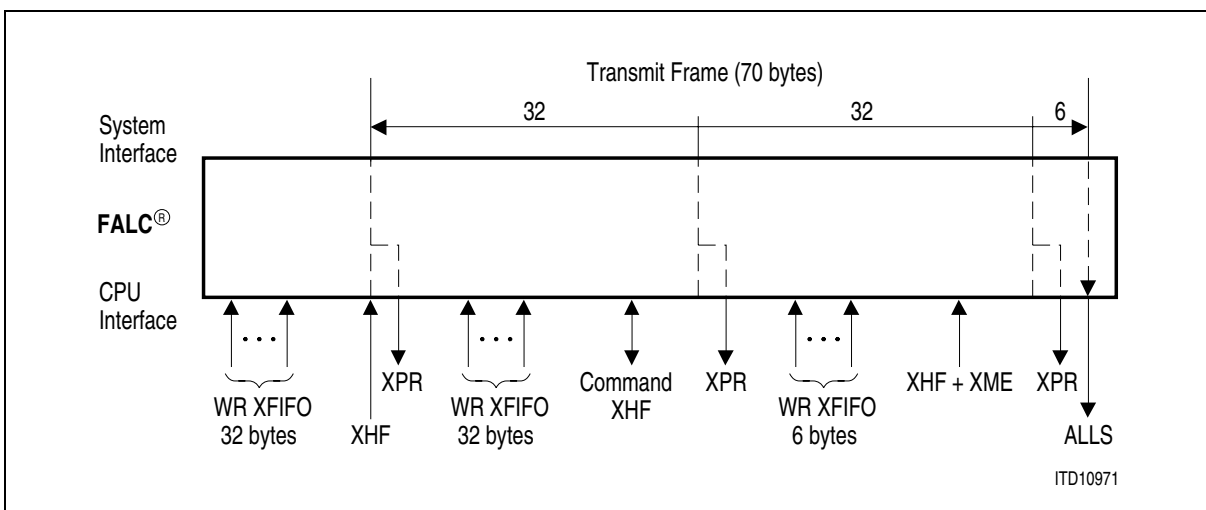 Transmit Frame (70 bytes)
32 32 6
System
Interface
FALC®
CPU
Interface
XPR Command XPR XHF + XME XPR
WR XFIFO WR XFIFO XHF WR XFIFO
32 bytes XHF 32 bytes 6 bytes ALLS
ITD10971